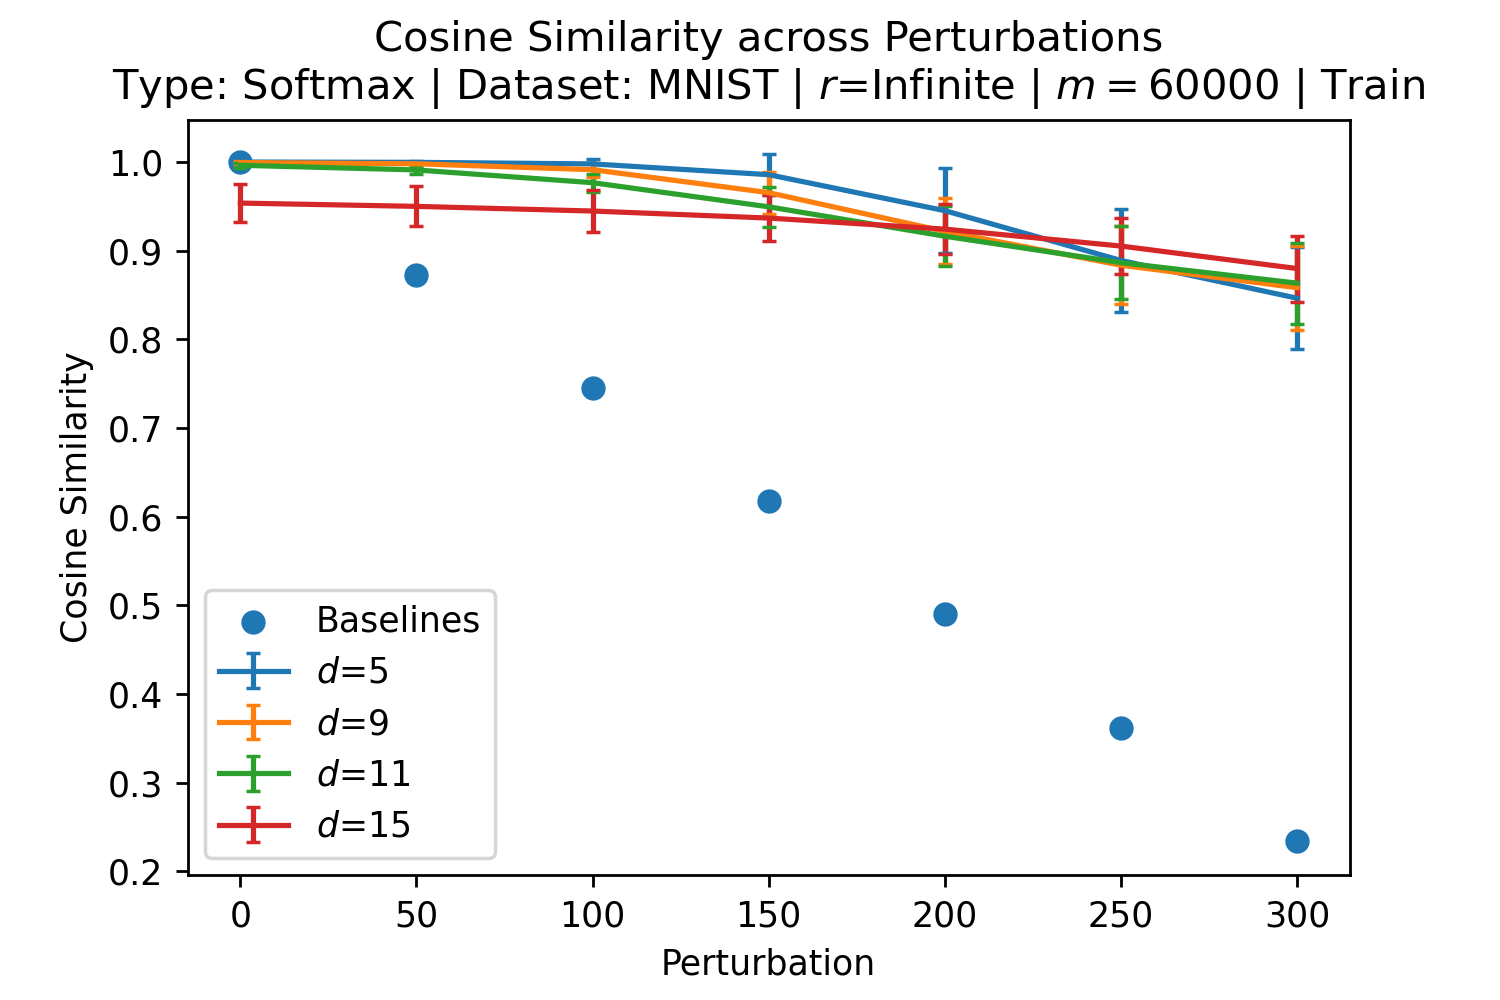 Cosine Similarity across Perturbations
Type: Softmax | Dataset: MNIST | r=Infinite | m = 60000 | Train
1.0
0.9
0.8
0.7
0.6
0.5
0.4
0.3
0.2
Cosine Similarity
Baselines
d=5
d=9
d=11
d=15
0 50 100 150 200 250 300
Perturbation